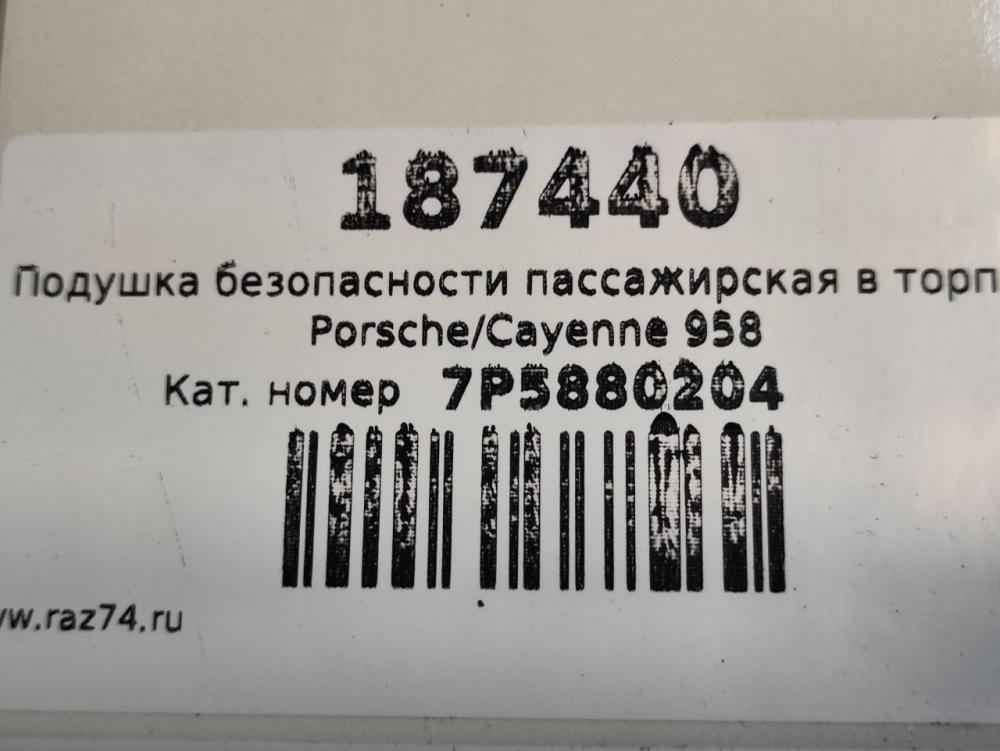 187440
Подушка безопасности пассажирская в торп
Porsche/Cayenne 958
Кат. номер 7P5880204
w.raz74.ru